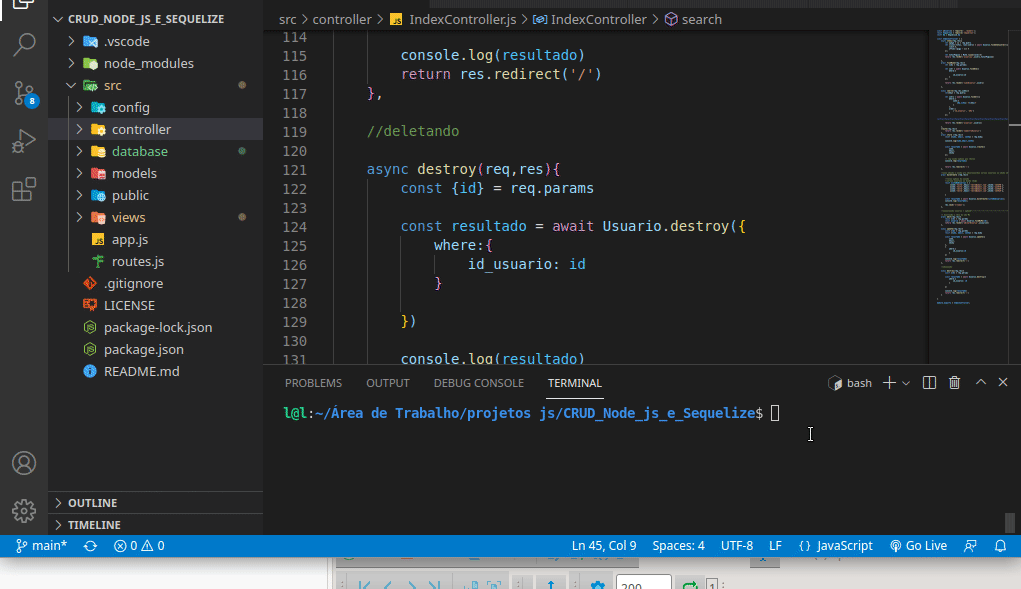 CRUD_NODE_JS_E_SEQUELIZE
.vscode
node_modules
src
config
controller
database
models
public
views
app.js
routes.js
.gitignore
LICENSE
package-lock.json
package.json
README.md
OUTLINE
TIMELINE
8
src > controller > JS IndexController.js > IndexController > search
114
115 console.log(resultado)
116 return res.redirect('/')
117 },
118
119 //deletando
120
121 async destroy(req,res){
122 const {id} = req.params
123
124 const resultado = await Usuario.destroy({
125 where:{
126 id_usuario: id
127 }
128
129 })
130
131 console.log(resultado)
PROBLEMS OUTPUT DEBUG CONSOLE TERMINAL bash
l@l:~/Área de Trabalho/projetos js/CRUD_Node_js_e_Sequelize$
main* 0 0 Ln 45, Col 9 Spaces: 4 UTF-8 LF {} JavaScript Go Live
200 1